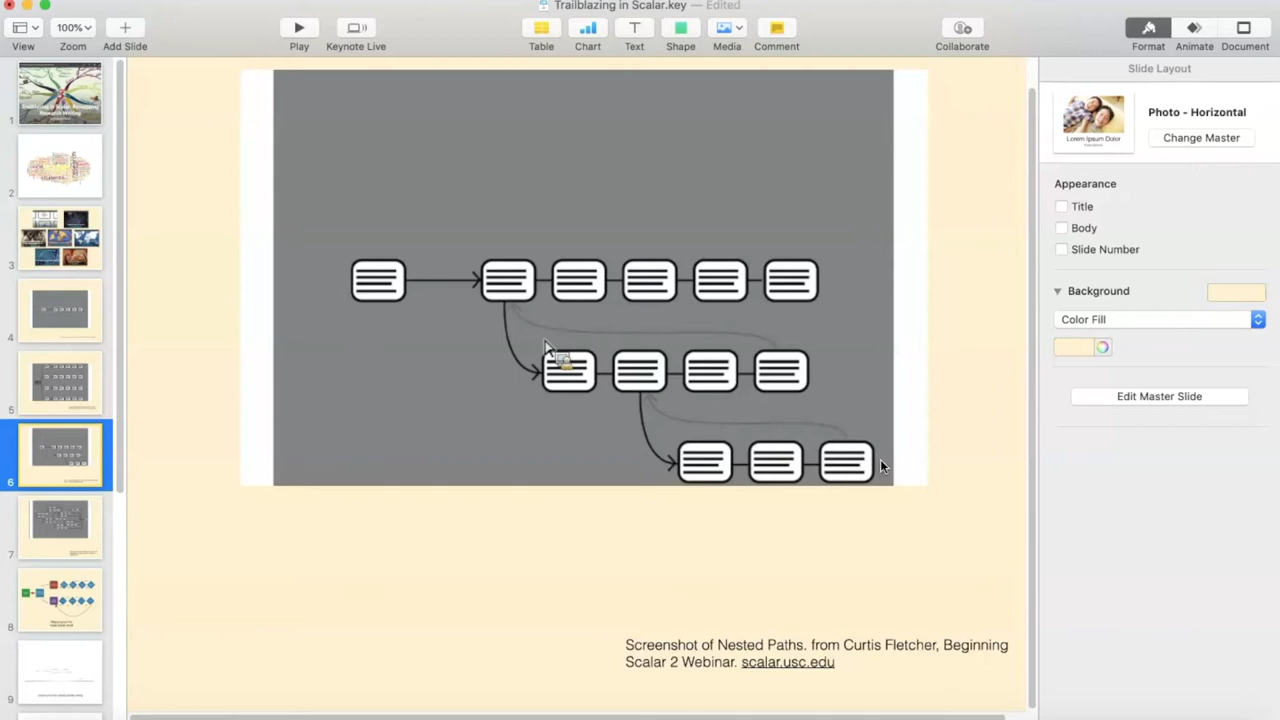 Trailblazing in Scalar.key — Edited
View
100%
Zoom
Add Slide
Play
Keynote Live
Table
Chart
Text
Shape
Media
Comment
Collaborate
Format
Animate
Document
Slide Layout
Photo - Horizontal
Lorem Ipsum Dolor
Change Master
Appearance
Title
Body
Slide Number
Background
Color Fill
Edit Master Slide
1
2
3
4
5
6
7
8
9
Screenshot of Nested Paths. from Curtis Fletcher, Beginning
Scalar 2 Webinar. scalar.usc.edu